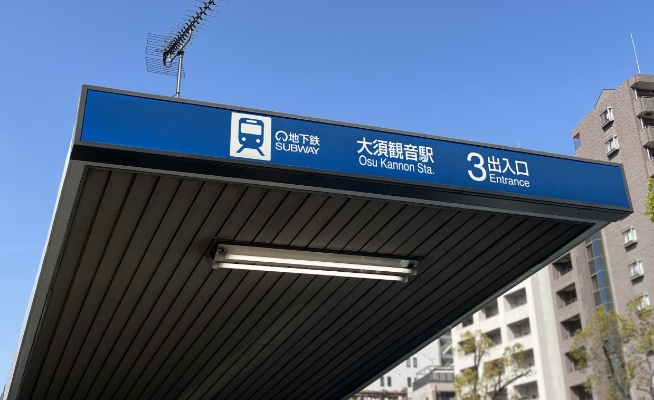 地下鉄
SUBWAY
大須観音駅
Osu Kannon Sta.
3 出入口
Entrance